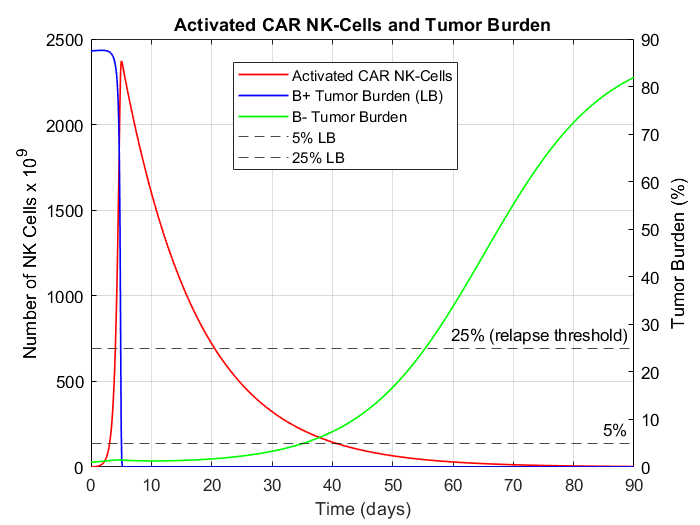 Activated CAR NK-Cells and Tumor Burden
2500
2000
1500
1000
500
0
Number of NK Cells x 10^9
Activated CAR NK-Cells
B+ Tumor Burden (LB)
B- Tumor Burden
5% LB
25% LB
25% (relapse threshold)
5%
90
80
70
60
50
40
30
20
10
0
Tumor Burden (%)
0 10 20 30 40 50 60 70 80 90
Time (days)